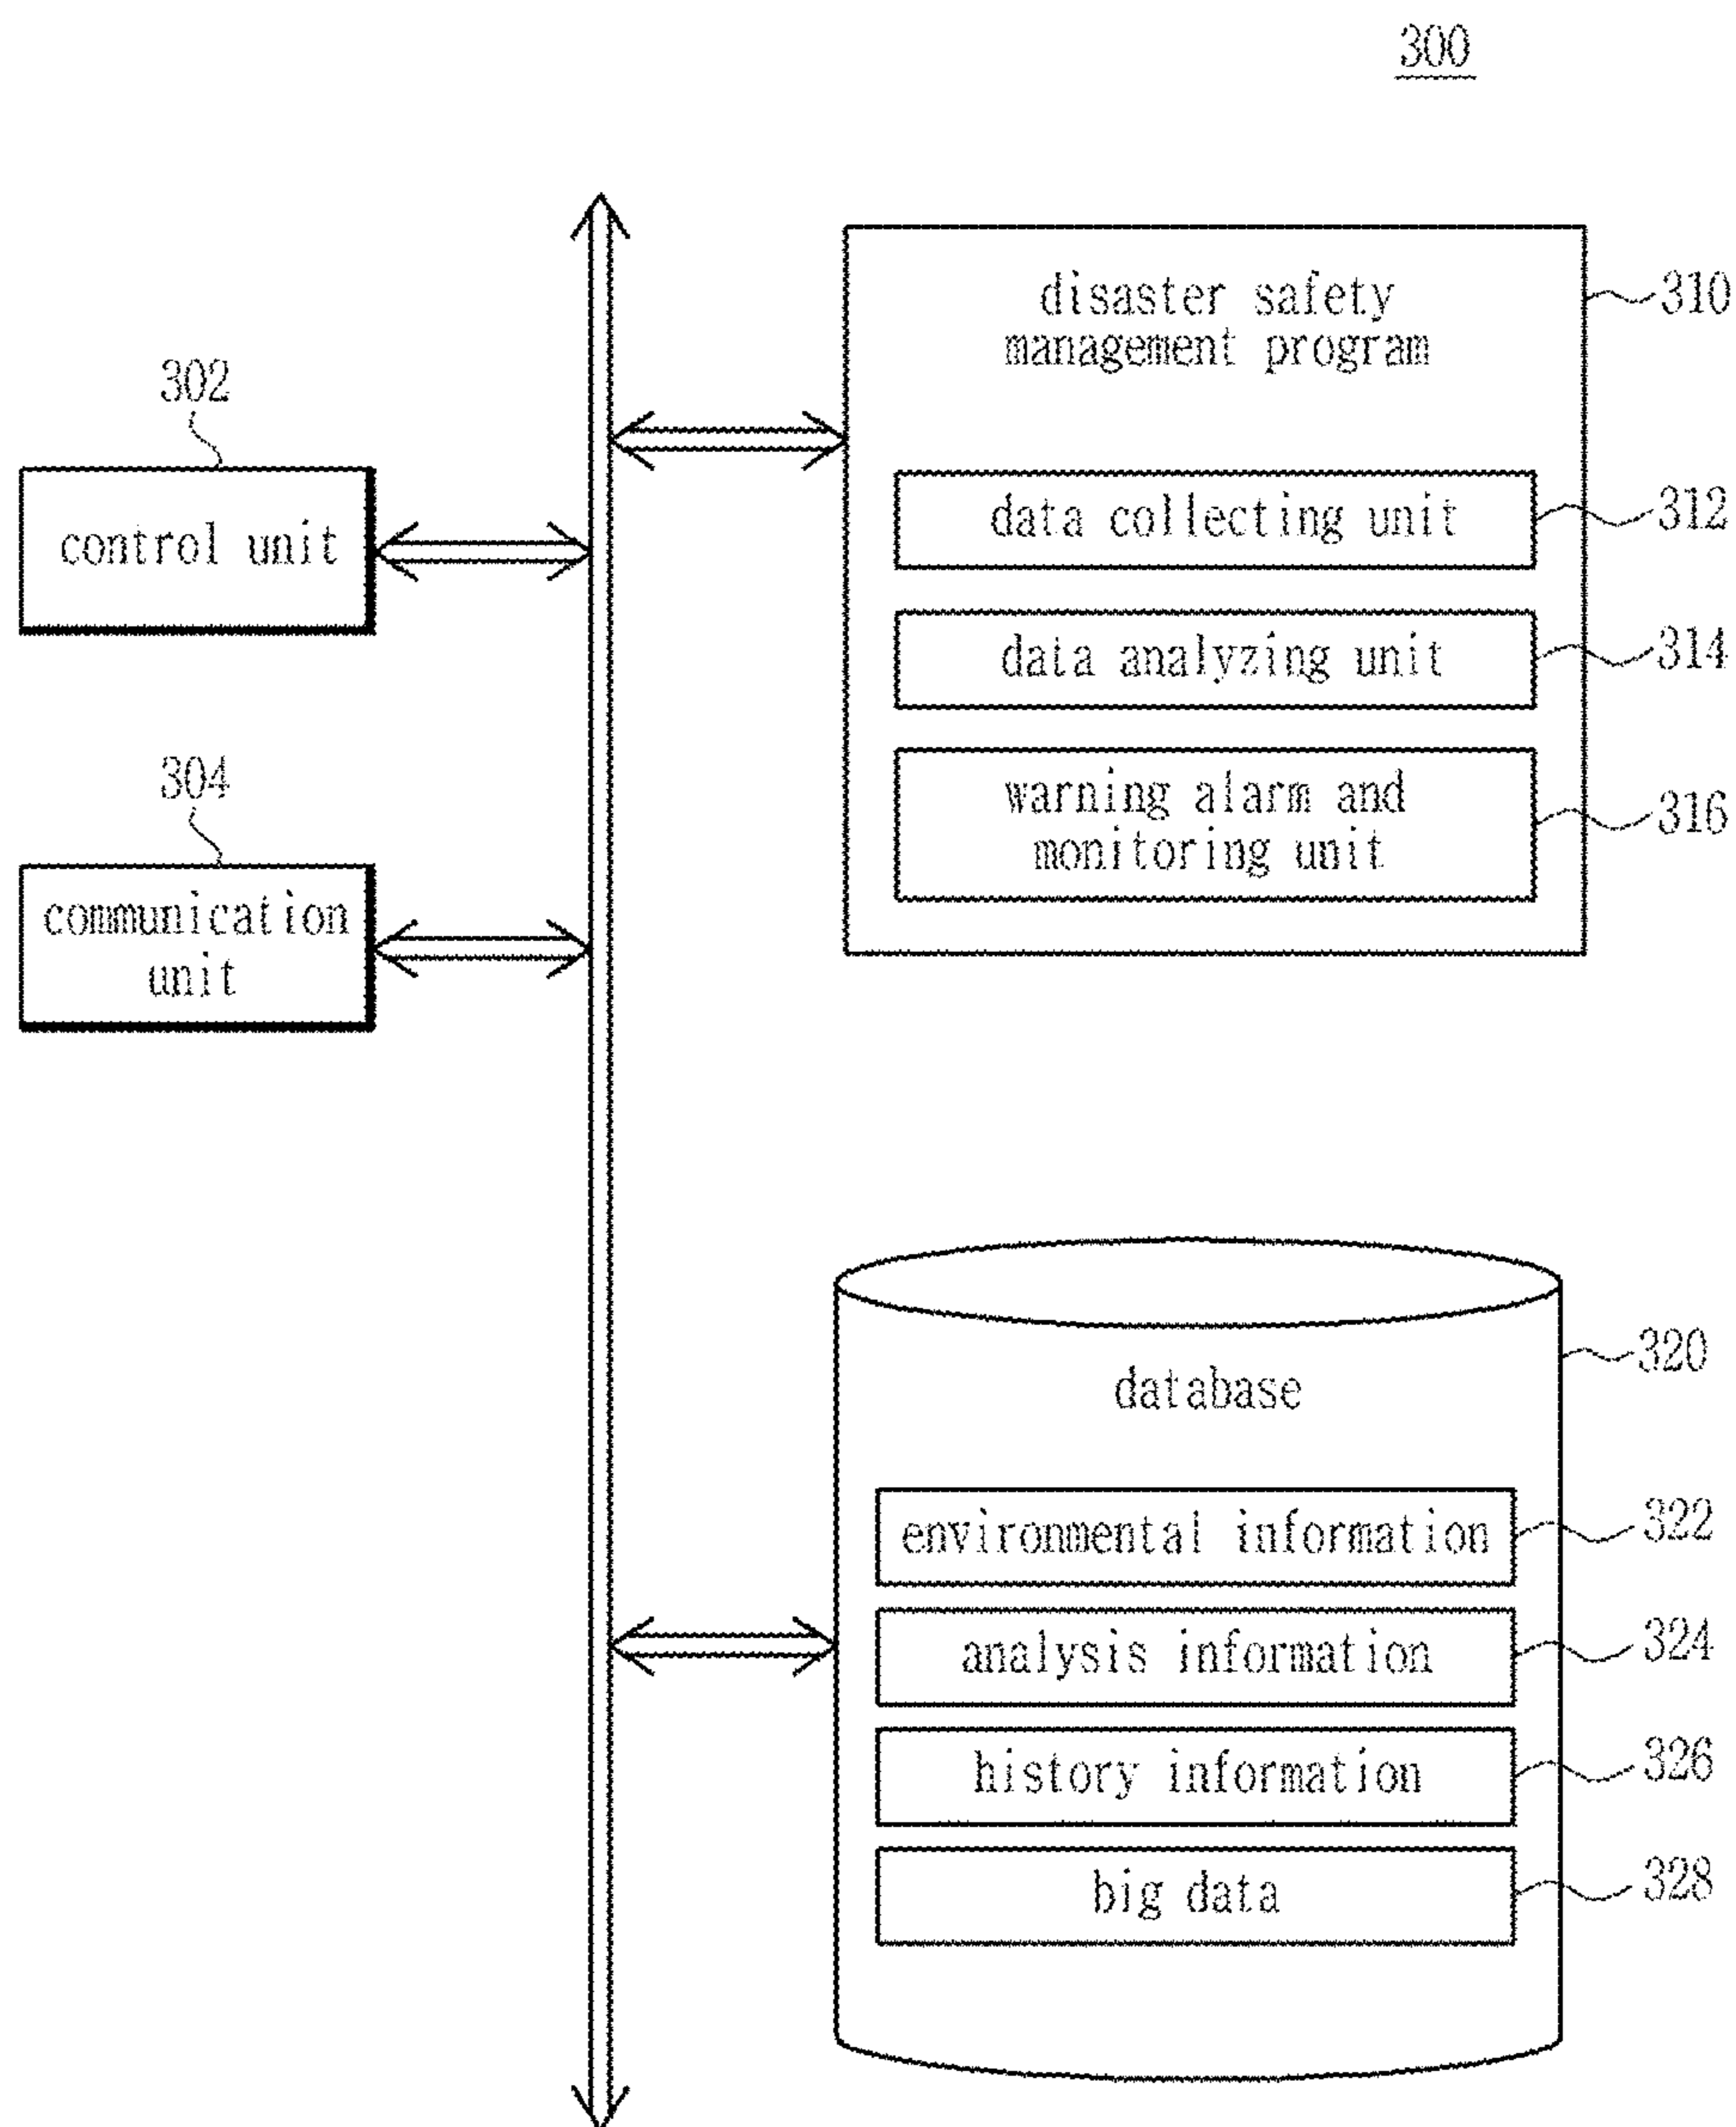 300
disaster safety
management program
310
302
control unit
data collecting unit
312
data analyzing unit
314
304
warning alarm and
monitoring unit
316
communication
unit
320
database
environmental information
322
analysis information
324
history information
326
big data
328